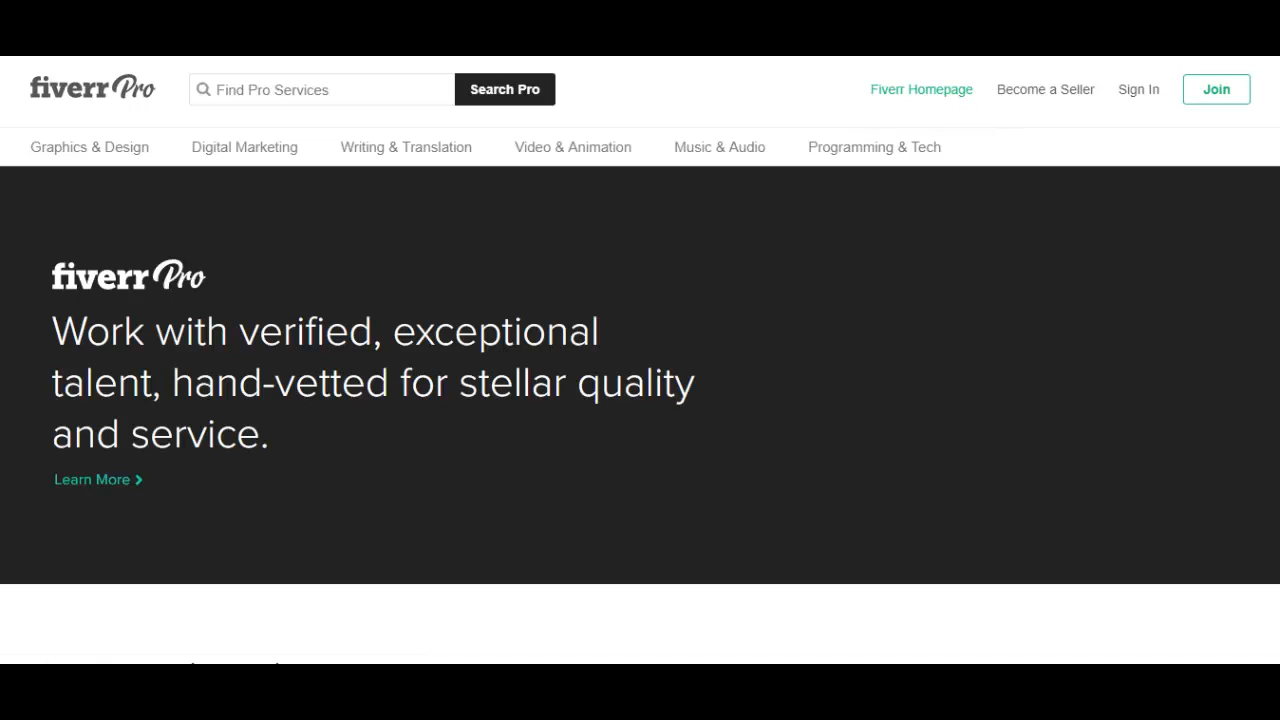 fiverr Pro
Find Pro Services
Search Pro
Fiverr Homepage
Become a Seller
Sign In
Join
Graphics & Design
Digital Marketing
Writing & Translation
Video & Animation
Music & Audio
Programming & Tech
fiverr Pro
Work with verified, exceptional
talent, hand-vetted for stellar quality
and service.
Learn More